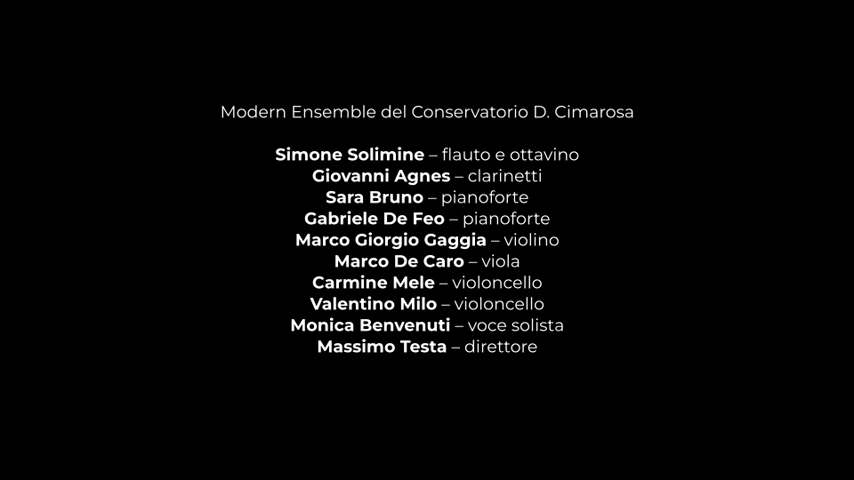 Modern Ensemble del Conservatorio D. Cimarosa
Simone Solimine – flauto e ottavino
Giovanni Agnes – clarinetti
Sara Bruno – pianoforte
Gabriele De Feo – pianoforte
Marco Giorgio Gaggia – violino
Marco De Caro – viola
Carmine Mele – violoncello
Valentino Milo – violoncello
Monica Benvenuti – voce solista
Massimo Testa – direttore